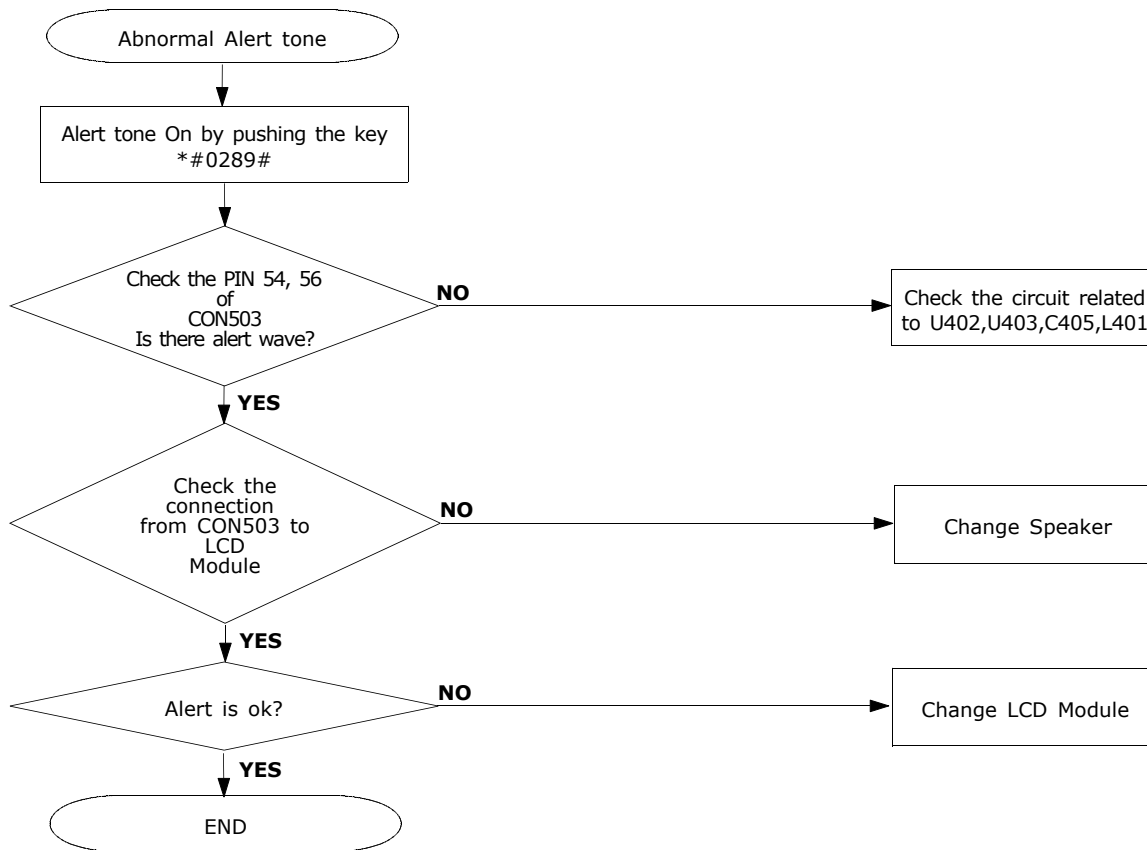 Abnormal Alert tone
Alert tone On by pushing the key
*#0289#
Check the PIN 54, 56
of
CON503
Is there alert wave?
NO
Check the circuit related
to U402,U403,C405,L401
YES
Check the
connection
from CON503 to
LCD
Module
NO
Change Speaker
YES
Alert is ok?
NO
Change LCD Module
YES
END